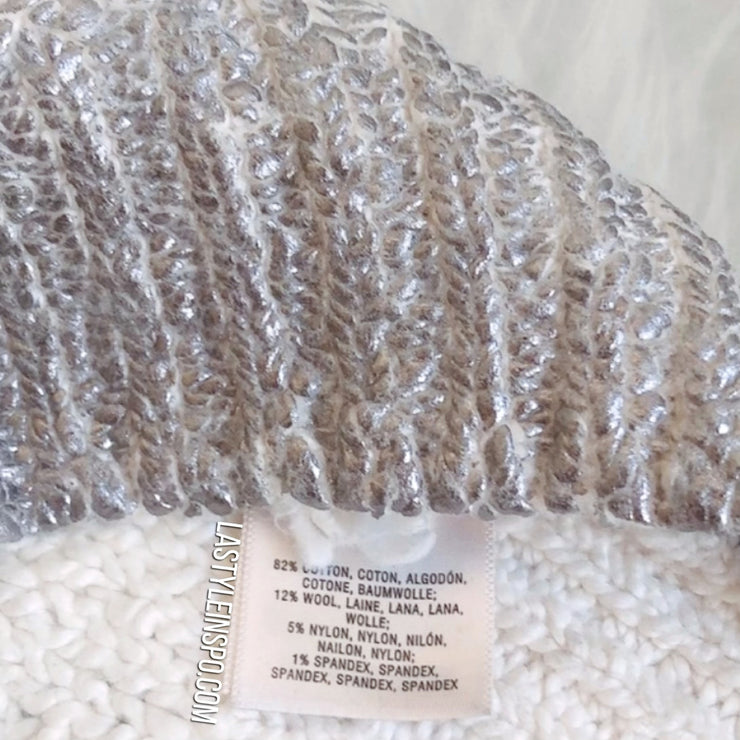 82% COTTON, COTON, ALGODÓN,
COTONE, BAUMWOLLE;
12% WOOL, LAINE, LANA, LANA,
WOLLE;
5% NYLON, NYLON, NILÓN,
NAILON, NYLON;
1% SPANDEX, SPANDEX,
SPANDEX, SPANDEX, SPANDEX
LASTYLEINSPO.COM